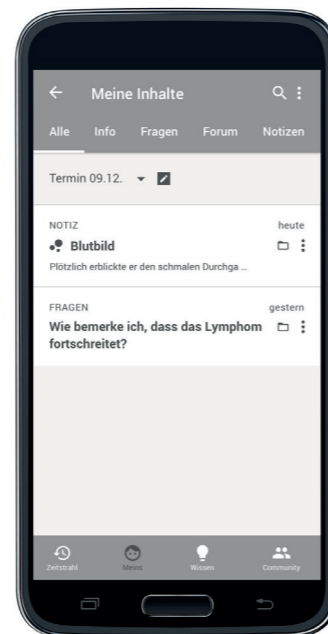 Meine Inhalte
Alle Info Fragen Forum Notizen
Termin 09.12.
NOTIZ heute
Blutbild
Plötzlich erblickte er den schmalen Durchga ...
FRAGEN gestern
Wie bemerke ich, dass das Lymphom
fortschreitet?
Zeitstrahl Meins Wissen Community